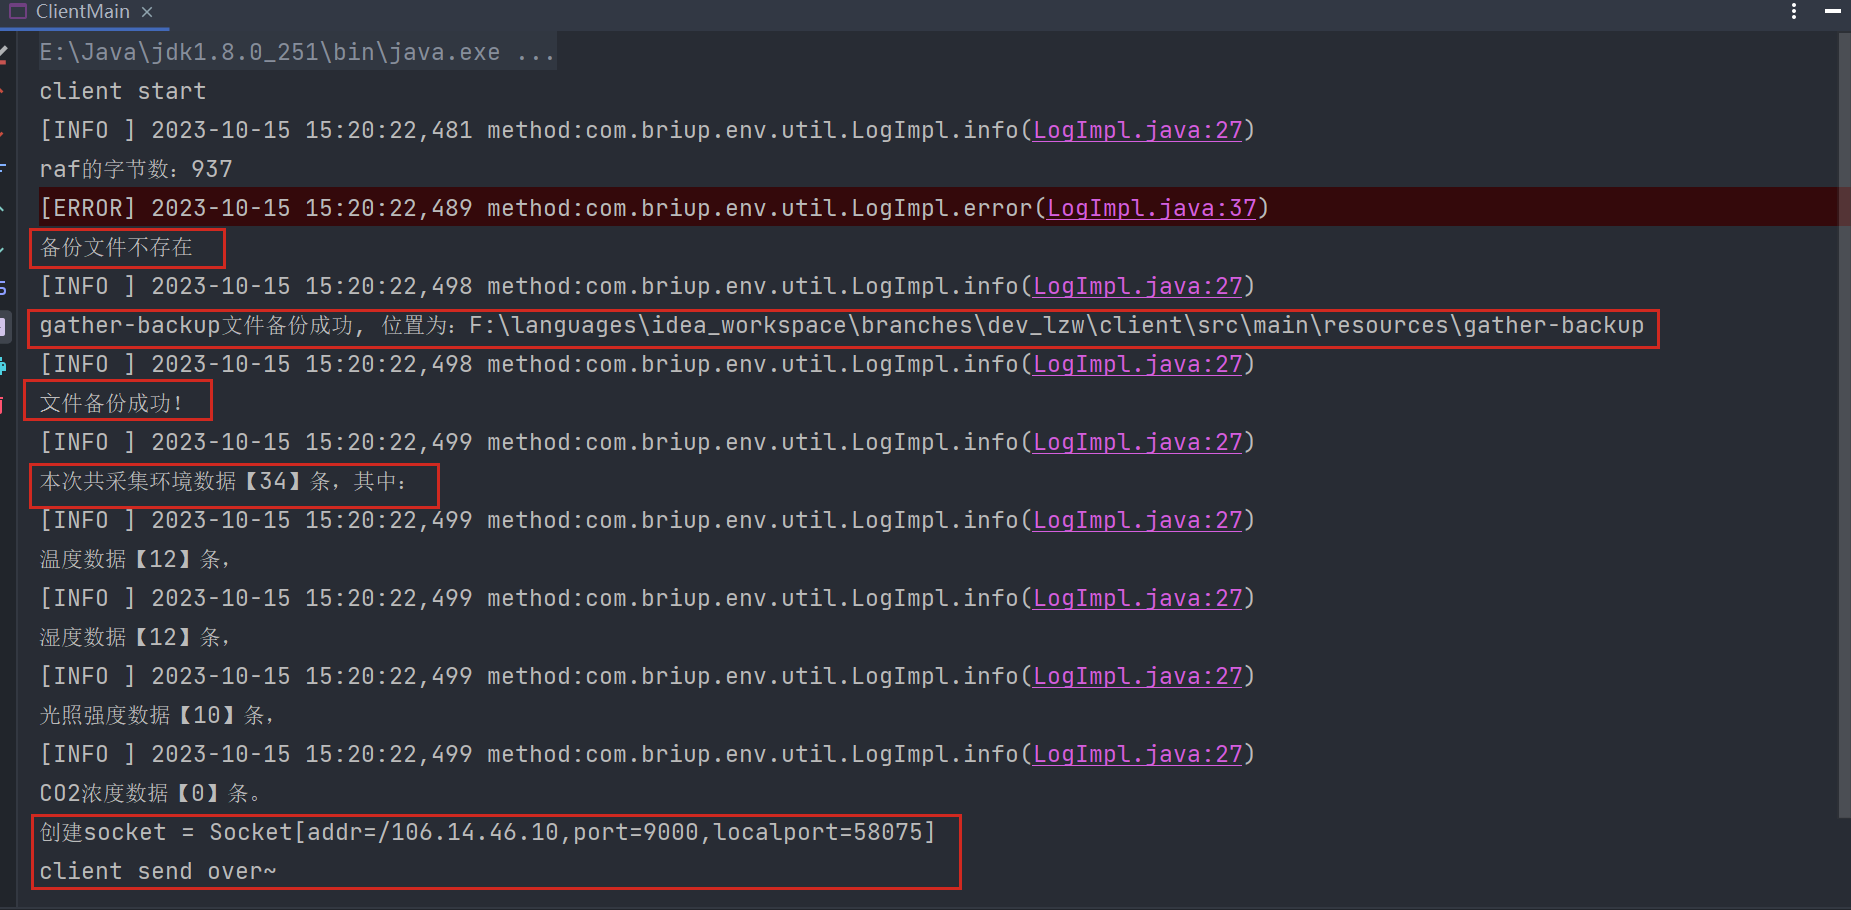 ClientMain
E:\Java\jdk1.8.0_251\bin\java.exe ...
client start
[INFO ] 2023-10-15 15:20:22,481 method:com.briup.env.util.LogImpl.info(LogImpl.java:27)
raf的字节数：937
[ERROR] 2023-10-15 15:20:22,489 method:com.briup.env.util.LogImpl.error(LogImpl.java:37)
备份文件不存在
[INFO ] 2023-10-15 15:20:22,498 method:com.briup.env.util.LogImpl.info(LogImpl.java:27)
gather-backup文件备份成功, 位置为：F:\languages\idea_workspace\branches\dev_lzw\client\src\main\resources\gather-backup
[INFO ] 2023-10-15 15:20:22,498 method:com.briup.env.util.LogImpl.info(LogImpl.java:27)
文件备份成功！
[INFO ] 2023-10-15 15:20:22,499 method:com.briup.env.util.LogImpl.info(LogImpl.java:27)
本次共采集环境数据【34】条，其中：
[INFO ] 2023-10-15 15:20:22,499 method:com.briup.env.util.LogImpl.info(LogImpl.java:27)
温度数据【12】条，
[INFO ] 2023-10-15 15:20:22,499 method:com.briup.env.util.LogImpl.info(LogImpl.java:27)
湿度数据【12】条，
[INFO ] 2023-10-15 15:20:22,499 method:com.briup.env.util.LogImpl.info(LogImpl.java:27)
光照强度数据【10】条，
[INFO ] 2023-10-15 15:20:22,499 method:com.briup.env.util.LogImpl.info(LogImpl.java:27)
CO2浓度数据【0】条。
创建socket = Socket[addr=/106.14.46.10,port=9000,localport=58075]
client send over~